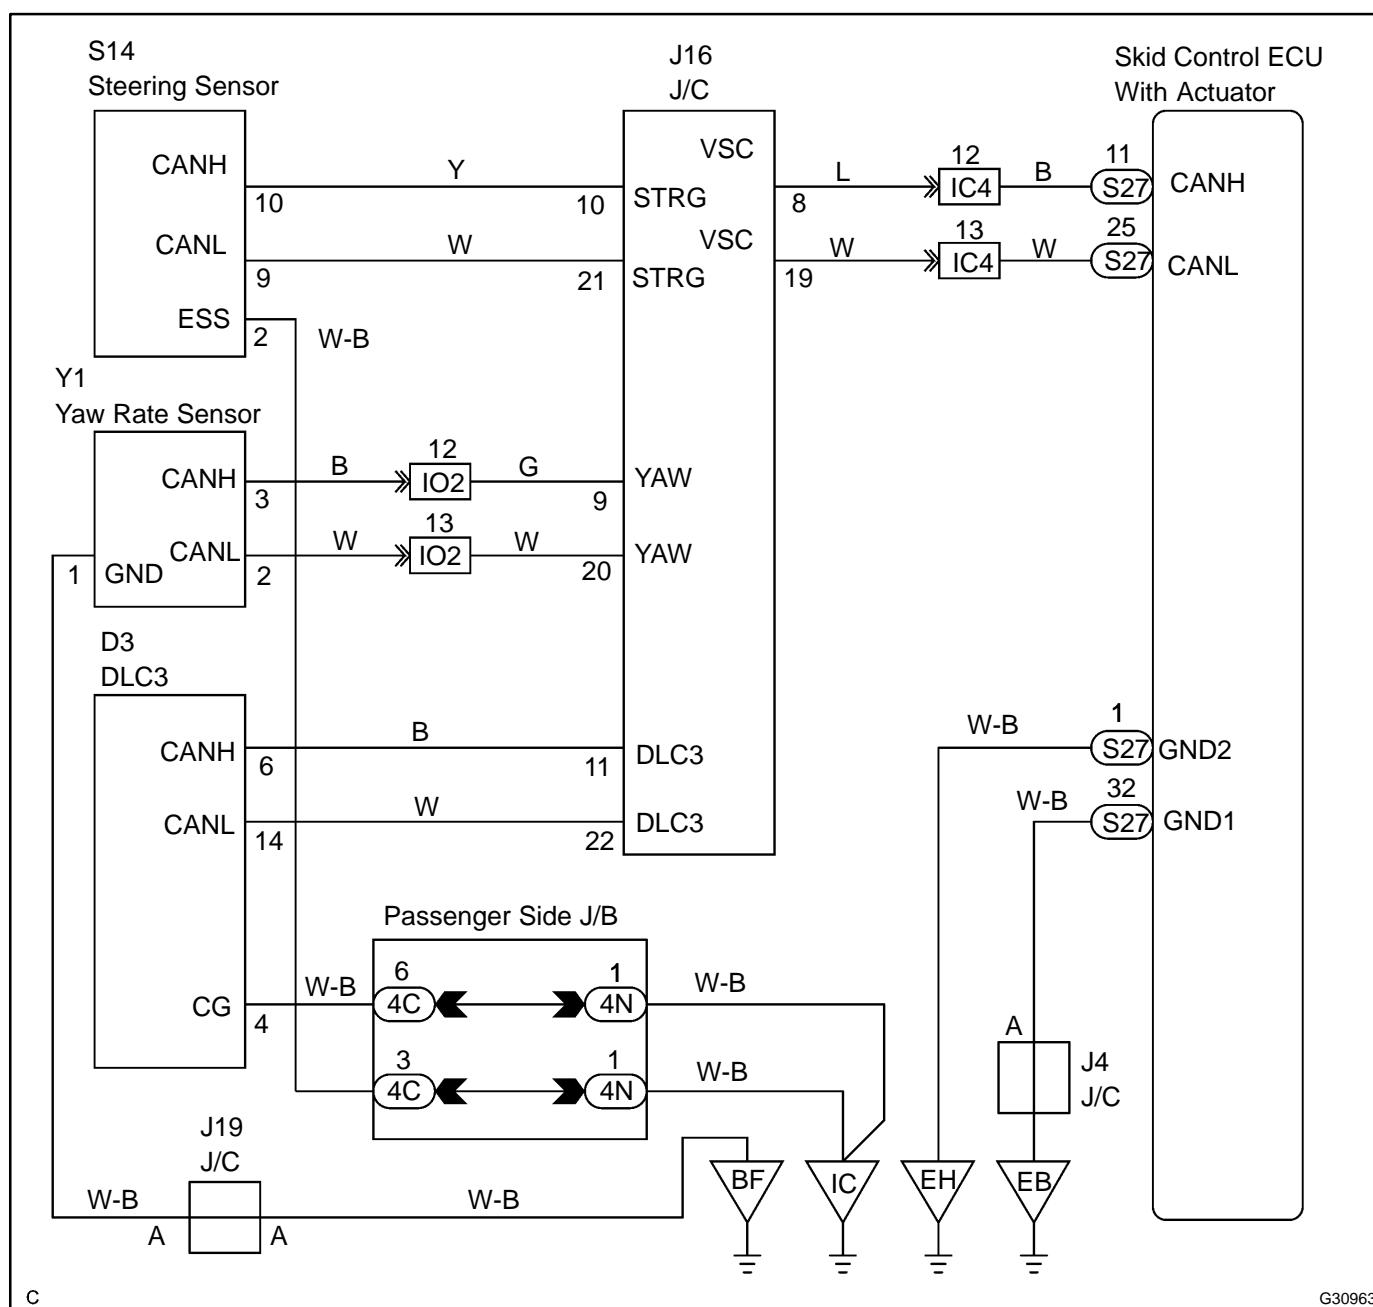 S14
Steering Sensor
J16
J/C
Skid Control ECU
With Actuator
CANH
10
Y
10
STRG
VSC
8
L
12
IC4
B
11
S27
CANH
CANL
9
W
21
STRG
VSC
19
W
13
IC4
W
25
S27
CANL
ESS
2
W-B
Y1
Yaw Rate Sensor
CANH
3
B
12
IO2
G
9
YAW
CANL
2
W
13
IO2
W
20
YAW
1
GND
D3
DLC3
CANH
6
B
11
DLC3
CANL
14
W
22
DLC3
W-B
1
S27
GND2
W-B
32
S27
GND1
Passenger Side J/B
CG
4
W-B
6
4C
1
4N
W-B
3
4C
1
4N
W-B
A
J4
J/C
J19
J/C
W-B
A
A
W-B
BF
IC
EH
EB
C
G30963